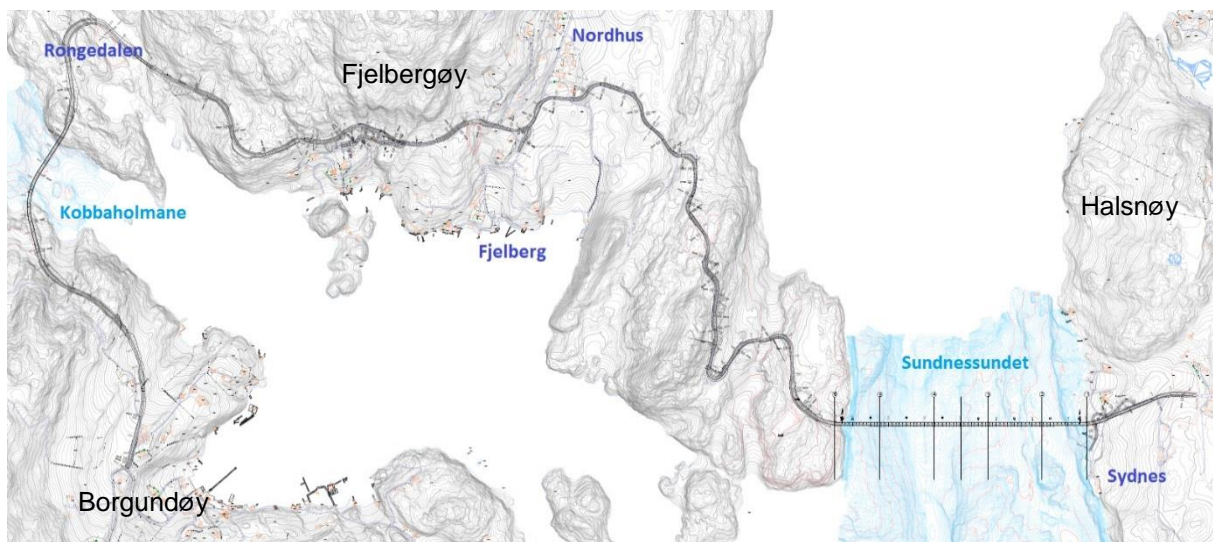 Rongedalen
Nordhus
Fjelbergøy
Kobbaholmane
Halsnøy
Fjelberg
Sundnessundet
Borgundøy
Sydnes